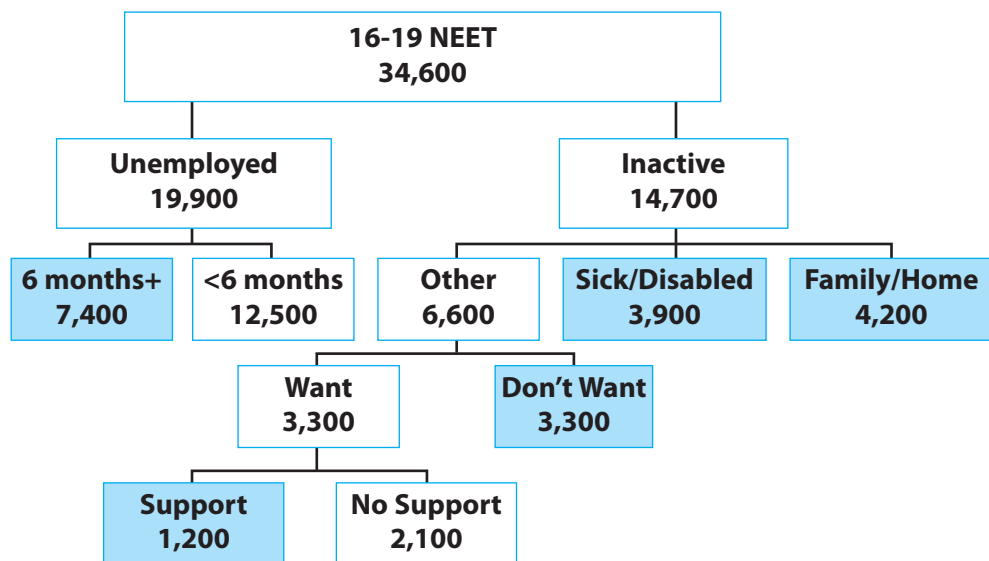 16-19 NEET
34,600
Unemployed
19,900
Inactive
14,700
6 months+
7,400
<6 months
12,500
Other
6,600
Sick/Disabled
3,900
Family/Home
4,200
Want
3,300
Don’t Want
3,300
Support
1,200
No Support
2,100